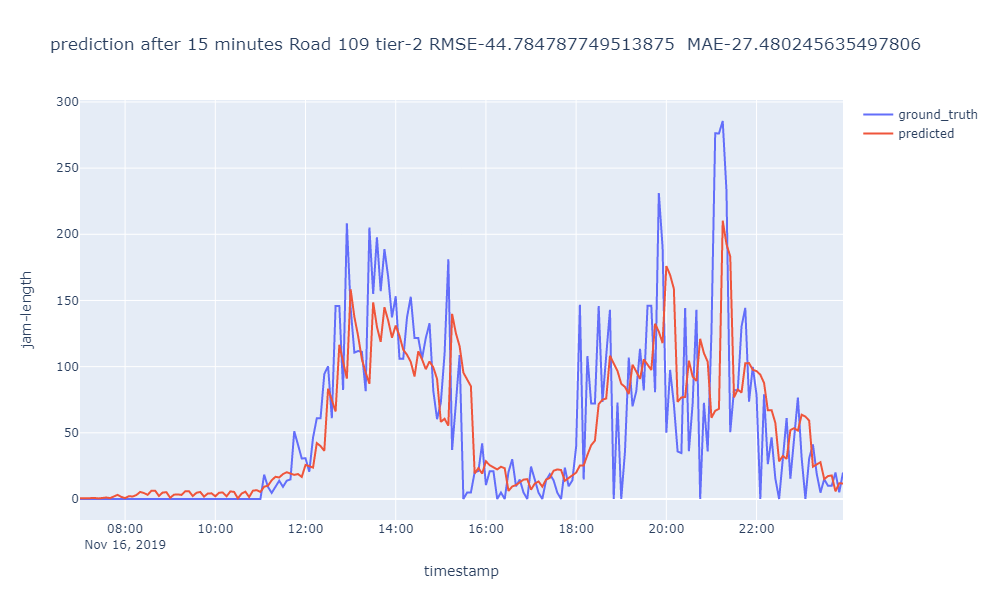 prediction after 15 minutes Road 109 tier-2 RMSE-44.784787749513875  MAE-27.480245635497806
300
250
200
150
100
50
0
jam-length
08:00 10:00 12:00 14:00 16:00 18:00 20:00 22:00
Nov 16, 2019
timestamp
ground_truth
predicted